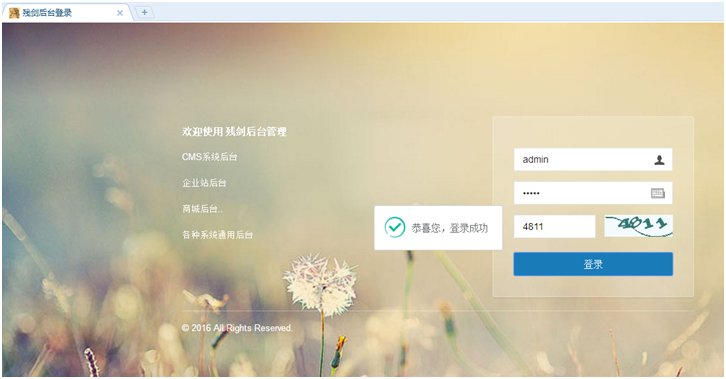 残剑后台登录
欢迎使用 残剑后台管理
CMS系统后台
企业站后台
商城后台..
各种系统通用后台
admin
•••••
4811
4811
恭喜您，登录成功
登录
© 2016 All Rights Reserved.